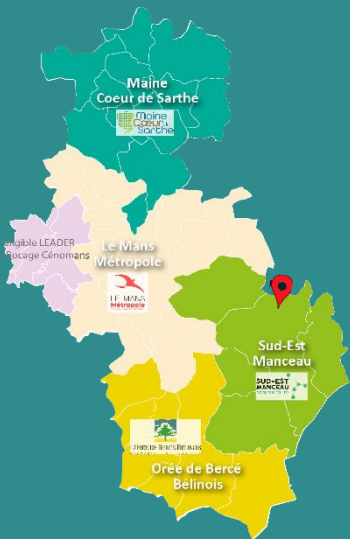 Maine
Coeur de Sarthe
Maine
Coeur
Sarthe
LEADER
Bocage Cénomans
Le Mans
Métropole
LE MANS
Métropole
Sud-Est
Manceau
SUD-EST
MANCEAU
Orée de Bercé
Bélinois